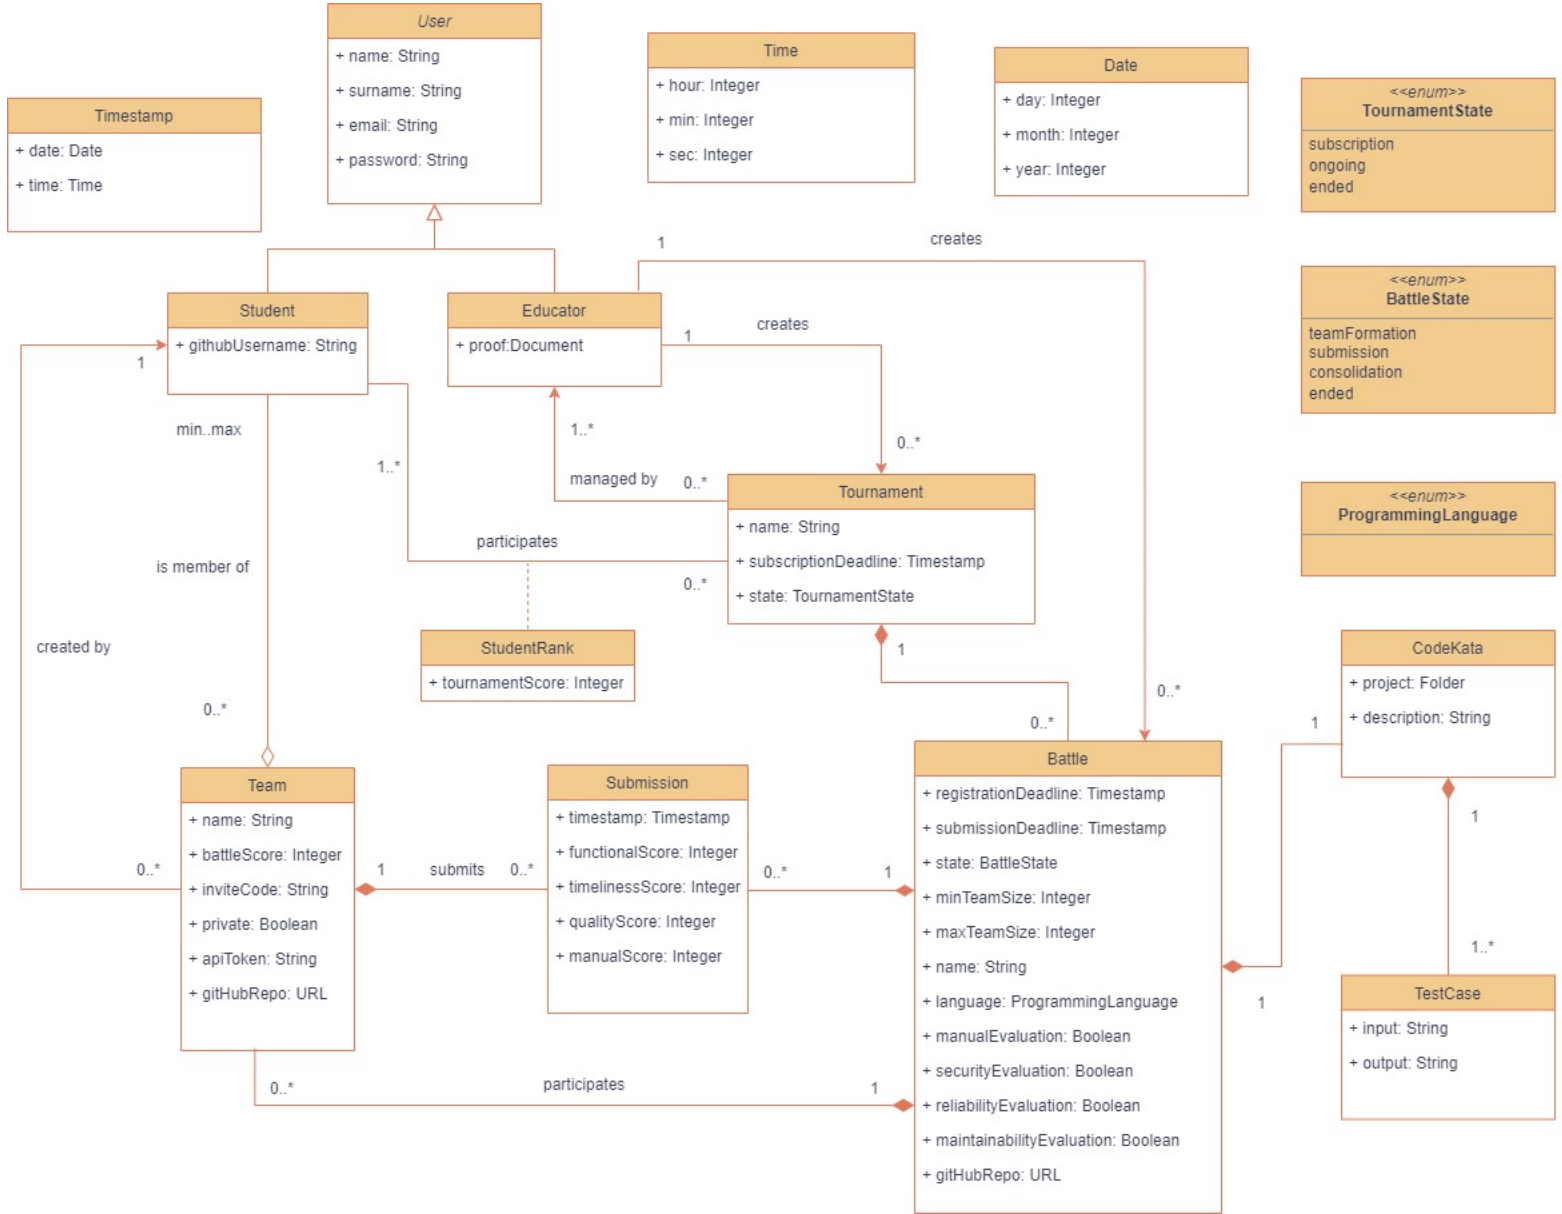 User
+ name: String
+ surname: String
+ email: String
+ password: String
Time
+ hour: Integer
+ min: Integer
+ sec: Integer
Date
+ day: Integer
+ month: Integer
+ year: Integer
<<enum>>
TournamentState
subscription
ongoing
ended
Timestamp
+ date: Date
+ time: Time
1
creates
<<enum>>
BattleState
teamFormation
submission
consolidation
ended
Student
+ githubUsername: String
Educator
+ proof:Document
1
creates
1
min..max
1..*
1..*
0..*
managed by
0..*
Tournament
+ name: String
+ subscriptionDeadline: Timestamp
+ state: TournamentState
<<enum>>
ProgrammingLanguage
participates
0..*
is member of
created by
StudentRank
+ tournamentScore: Integer
1
0..*
0..*
0..*
CodeKata
+ project: Folder
+ description: String
1
Team
+ name: String
+ battleScore: Integer
+ inviteCode: String
+ private: Boolean
+ apiToken: String
+ gitHubRepo: URL
0..*
1
submits
0..*
Submission
+ timestamp: Timestamp
+ functionalScore: Integer
+ timelinessScore: Integer
+ qualityScore: Integer
+ manualScore: Integer
0..*
1
Battle
+ registrationDeadline: Timestamp
+ submissionDeadline: Timestamp
+ state: BattleState
+ minTeamSize: Integer
+ maxTeamSize: Integer
+ name: String
+ language: ProgrammingLanguage
+ manualEvaluation: Boolean
+ securityEvaluation: Boolean
+ reliabilityEvaluation: Boolean
+ maintainabilityEvaluation: Boolean
+ gitHubRepo: URL
1
1
1..*
TestCase
+ input: String
+ output: String
0..*
participates
1